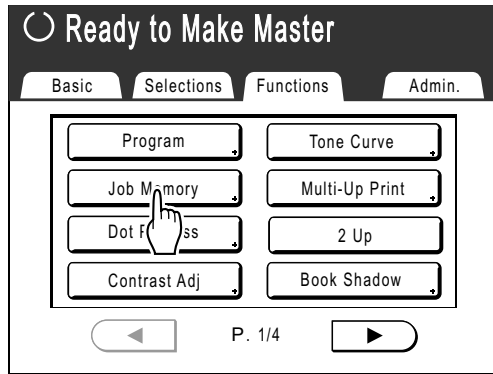 Ready to Make Master
Basic Selections Functions Admin.
Program Tone Curve
Job Memory Multi-Up Print
Dot 2 Up
Contrast Adj Book Shadow
P. 1/4